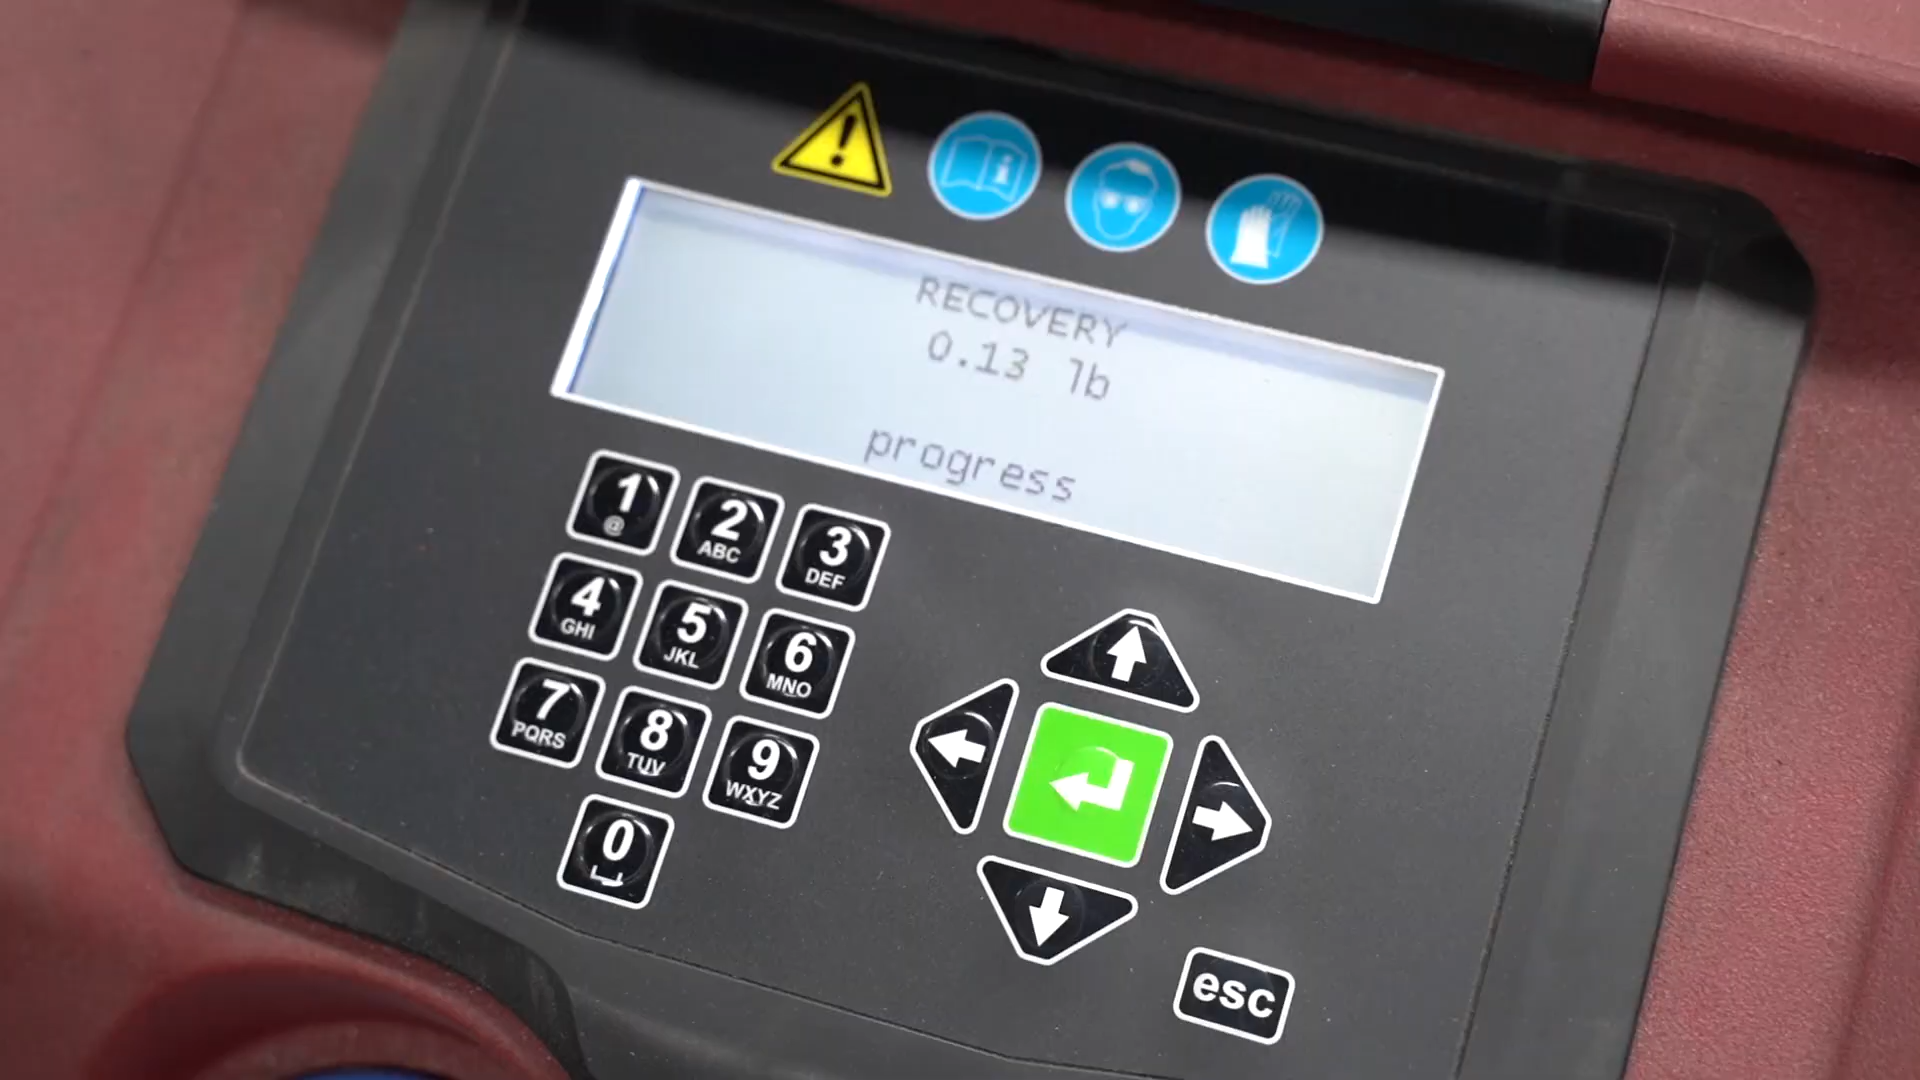 RECOVERY
0.13 lb
progress
1
@
2
ABC
3
DEF
4
GHI
5
JKL
6
MNO
7
PQRS
8
TUV
9
WXYZ
0
esc